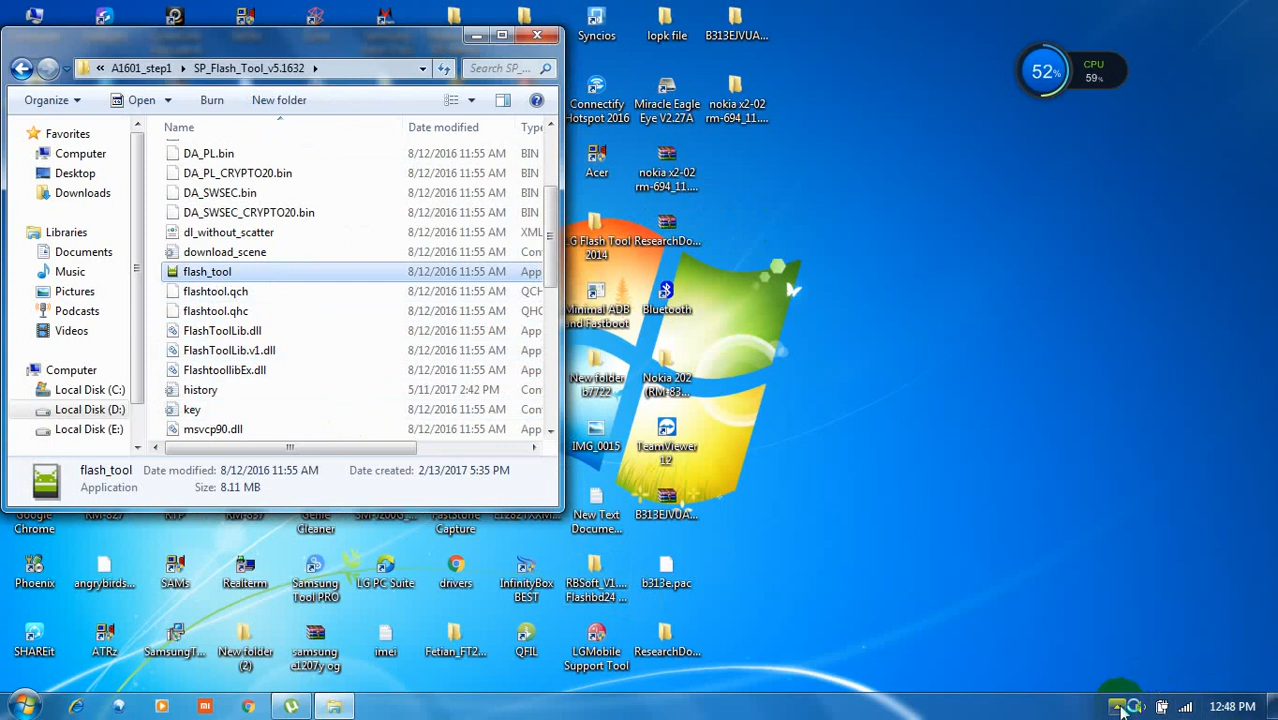 A1601_step1
SP_Flash_Tool_v5.1632
Search SP_...
Organize
Open
Burn
New folder
Name
Date modified
Type
Favorites
Computer
Desktop
Downloads
Libraries
Documents
Music
Pictures
Podcasts
Videos
Computer
Local Disk (C:)
Local Disk (D:)
Local Disk (E:)
DA_PL.bin 8/12/2016 11:55 AM BIN
DA_PL_CRYPTO20.bin 8/12/2016 11:55 AM BIN
DA_SWSEC.bin 8/12/2016 11:55 AM BIN
DA_SWSEC_CRYPTO20.bin 8/12/2016 11:55 AM BIN
dl_without_scatter 8/12/2016 11:55 AM XML
download_scene 8/12/2016 11:55 AM Con
flash_tool 8/12/2016 11:55 AM App
flashtool.qch 8/12/2016 11:55 AM QCH
flashtool.qhc 8/12/2016 11:55 AM QHC
FlashToolLib.dll 8/12/2016 11:55 AM App
FlashToolLib.v1.dll 8/12/2016 11:55 AM App
FlashtoollibEx.dll 8/12/2016 11:55 AM App
history 5/11/2017 2:42 PM Con
key 8/12/2016 11:55 AM Con
msvcp90.dll 8/12/2016 11:55 AM App
flash_tool Date modified: 8/12/2016 11:55 AM Date created: 2/13/2017 5:35 PM
Application Size: 8.11 MB
Syncios
lopk file
B313EJVUA...
Connectify
Hotspot 2016
Miracle Eagle
Eye V2.27A
nokia x2-02
rm-694_11....
Acer
nokia x2-02
rm-694_11....
LG Flash Tool
2014
ResearchDo...
Minimal ADB
and Fastboot
Bluetooth
New folder
b7722
Nokia 202
(RM-83...
IMG_0015
TeamViewer
12
New Text
Docume...
B313EJVUA...
Google
Chrome
RM-827
RM-897
Genie
Cleaner
FastStone
Capture
Phoenix
angrybirds...
SAMs
Realterm
Samsung
Tool PRO
LG PC Suite
drivers
InfinityBox
BEST
RBSoft_V1....
Flashbd24 ...
b313e.pac
SHAREit
ATRz
SamsungT...
New folder
(2)
samsung
e1207y og
imei
Fetian_FT2...
QFIL
LGMobile
Support Tool
ResearchDo...
52%
CPU
59%
12:48 PM